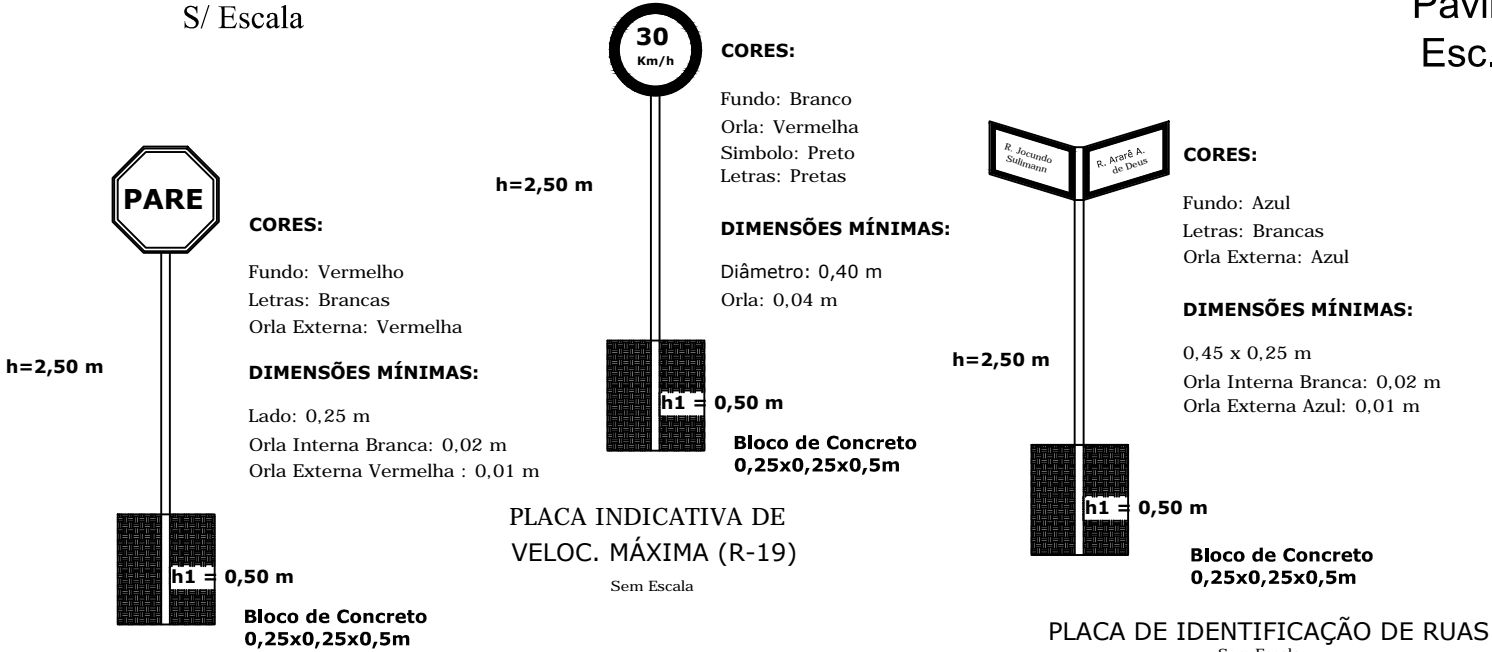 S/ Escala
PARE
h=2,50 m
CORES:
Fundo: Vermelho
Letras: Brancas
Orla Externa: Vermelha
DIMENSÕES MÍNIMAS:
Lado: 0,25 m
Orla Interna Branca: 0,02 m
Orla Externa Vermelha : 0,01 m
h1 = 0,50 m
Bloco de Concreto
0,25x0,25x0,5m
30
Km/h
h=2,50 m
CORES:
Fundo: Branco
Orla: Vermelha
Simbolo: Preto
Letras: Pretas
DIMENSÕES MÍNIMAS:
Diâmetro: 0,40 m
Orla: 0,04 m
h1 = 0,50 m
Bloco de Concreto
0,25x0,25x0,5m
PLACA INDICATIVA DE
VELOC. MÁXIMA (R-19)
Sem Escala
Esc.
R. Jocundo
Sulimann
R. Ararê A.
de Deus
h=2,50 m
CORES:
Fundo: Azul
Letras: Brancas
Orla Externa: Azul
DIMENSÕES MÍNIMAS:
0,45 x 0,25 m
Orla Interna Branca: 0,02 m
Orla Externa Azul: 0,01 m
h1 = 0,50 m
Bloco de Concreto
0,25x0,25x0,5m
PLACA DE IDENTIFICAÇÃO DE RUAS
Sem Escala